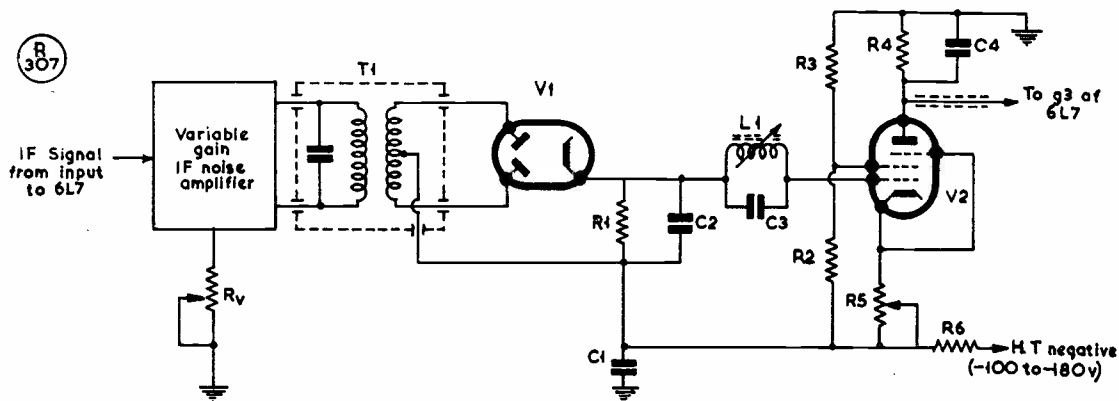 R
307
T1
V1
Variable
gain
IF noise
amplifier
IF Signal
from input
to 6L7
Rv
R1
C2
L1
C3
C1
R3
R2
R4
C4
To g3 af
6L7
V2
R5
R6
H.T negative
(-100 to -180v)